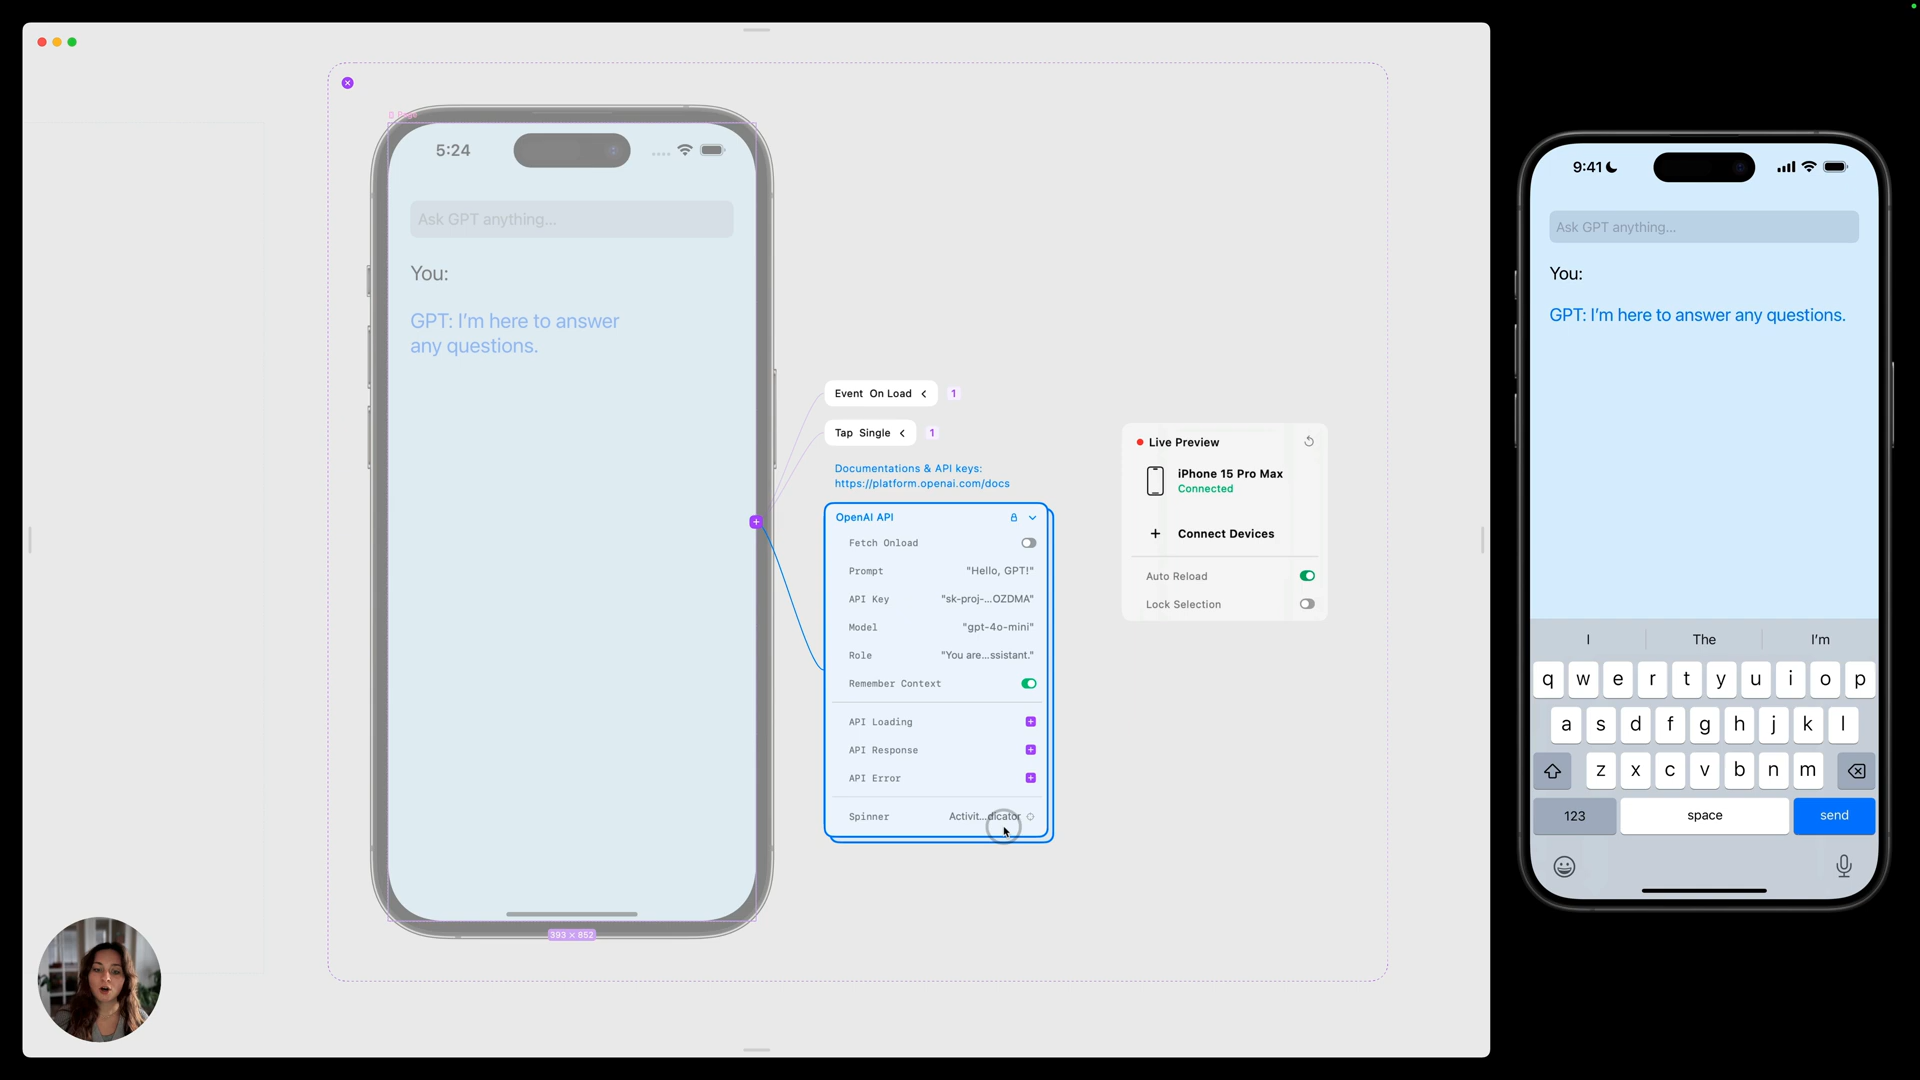 Page
5:24
Ask GPT anything...
You:
GPT: I'm here to answer
any questions.
393 × 852
Event On Load
1
Tap Single
1
Documentations & API keys:
https://platform.openai.com/docs
OpenAI API
Fetch Onload
Prompt "Hello, GPT!"
API Key "sk-proj-...OZDMA"
Model "gpt-4o-mini"
Role "You are...ssistant."
Remember Context
API Loading
API Response
API Error
Spinner Activit...dicator
Live Preview
iPhone 15 Pro Max
Connected
Connect Devices
Auto Reload
Lock Selection
9:41
Ask GPT anything...
You:
GPT: I'm here to answer any questions.
I The I'm
q w e r t y u i o p
a s d f g h j k l
z x c v b n m
123 space send